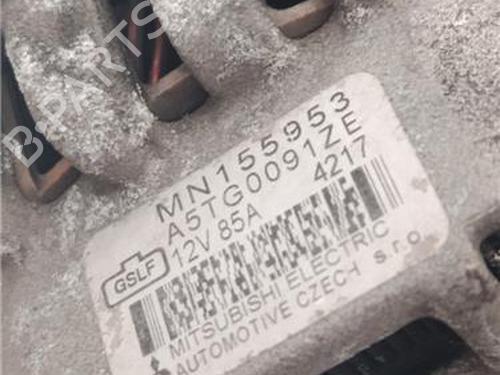 B-PARTS
MN155953
A5TG0091ZE
12V 85A 4217
GSLF
MITSUBISHI ELECTRIC
AUTOMOTIVE CZECH s.r.o.